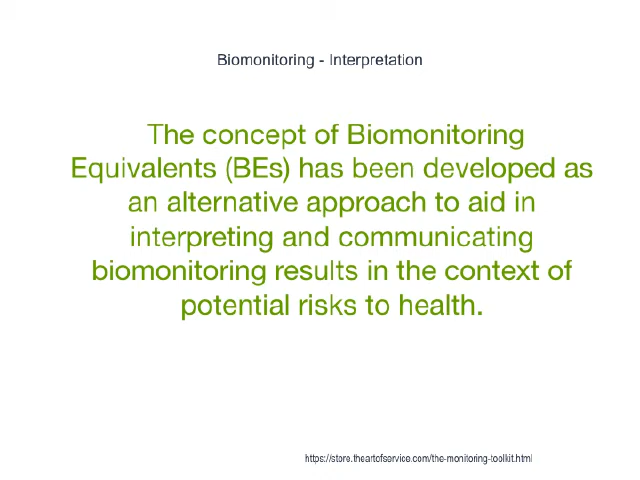 Biomonitoring - Interpretation
The concept of Biomonitoring
Equivalents (BEs) has been developed as
an alternative approach to aid in
interpreting and communicating
biomonitoring results in the context of
potential risks to health.
https://store.theartofservice.com/the-monitoring-toolkit.html